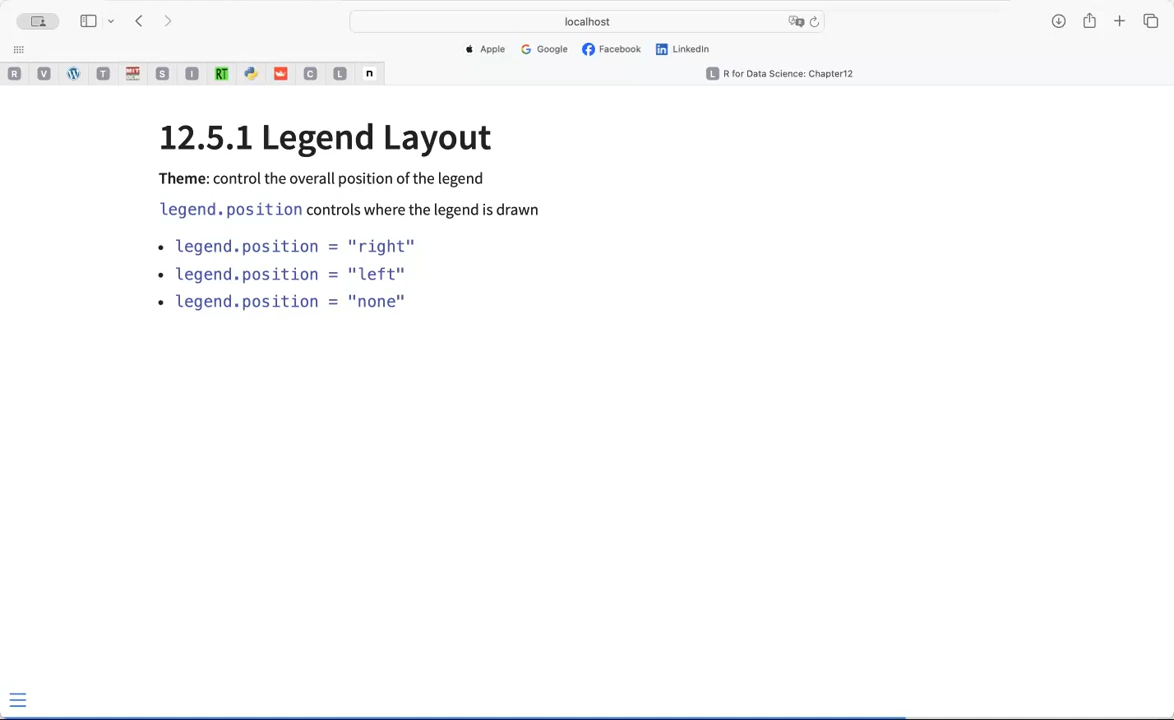 localhost
Apple Google Facebook LinkedIn
R V T S I RT C L n L R for Data Science: Chapter12
12.5.1 Legend Layout
Theme: control the overall position of the legend
legend.position controls where the legend is drawn
• legend.position = "right"
• legend.position = "left"
• legend.position = "none"